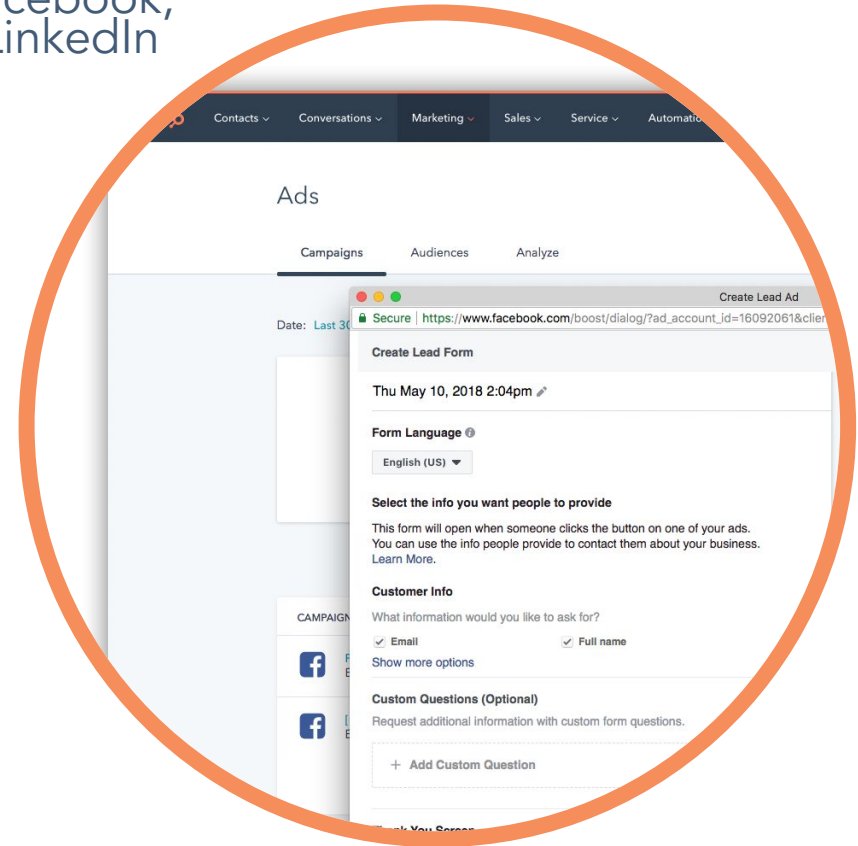 LinkedIn
Contacts Conversations Marketing Sales Service
Ads
Campaigns Audiences Analyze
Create Lead Ad
Date: Last 30
Secure | https://www.facebook.com/boost/dialog/?ad_account_id=16092061&clien
Create Lead Form
Thu May 10, 2018 2:04pm
Form Language
English (US)
Select the info you want people to provide
This form will open when someone clicks the button on one of your ads.
You can use the info people provide to contact them about your business.
Learn More.
Customer Info
CAMPAIGN What information would you like to ask for?
Email Full name
Show more options
Custom Questions (Optional)
Request additional information with custom form questions.
+ Add Custom Question
You Screen